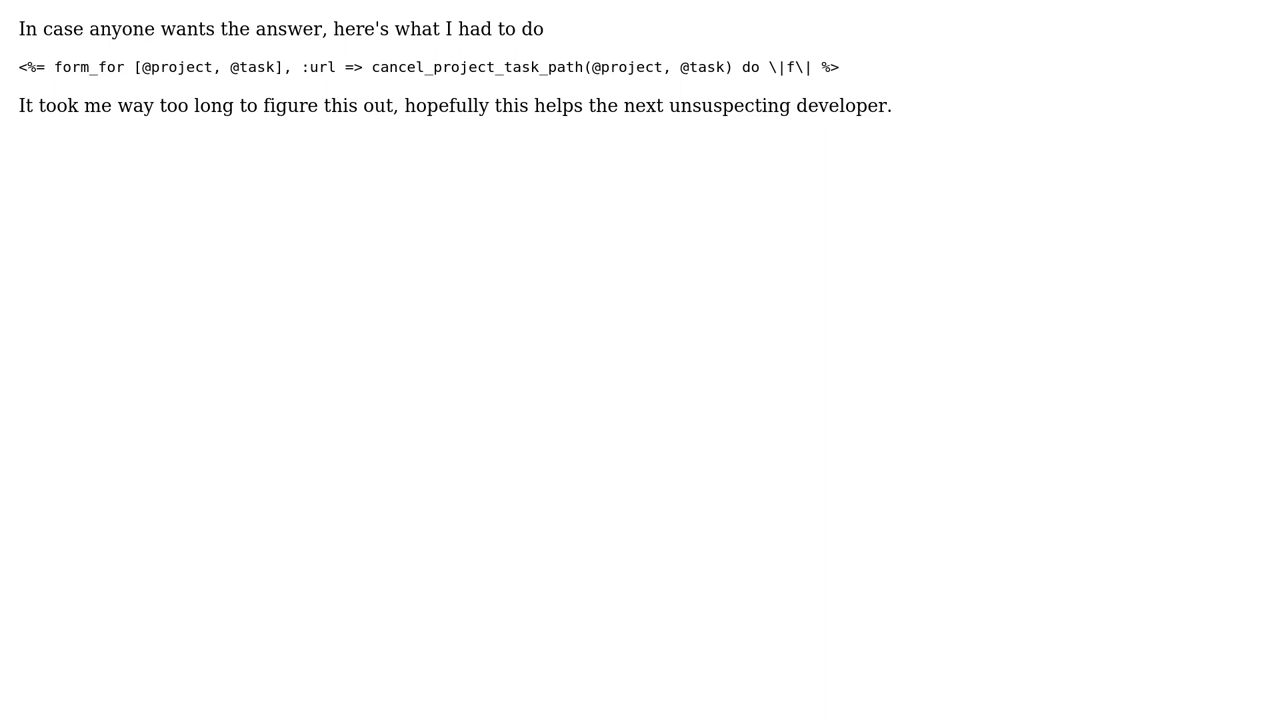 In case anyone wants the answer, here's what I had to do
<%= form_for [@project, @task], :url => cancel_project_task_path(@project, @task) do \|f\| %>
It took me way too long to figure this out, hopefully this helps the next unsuspecting developer.